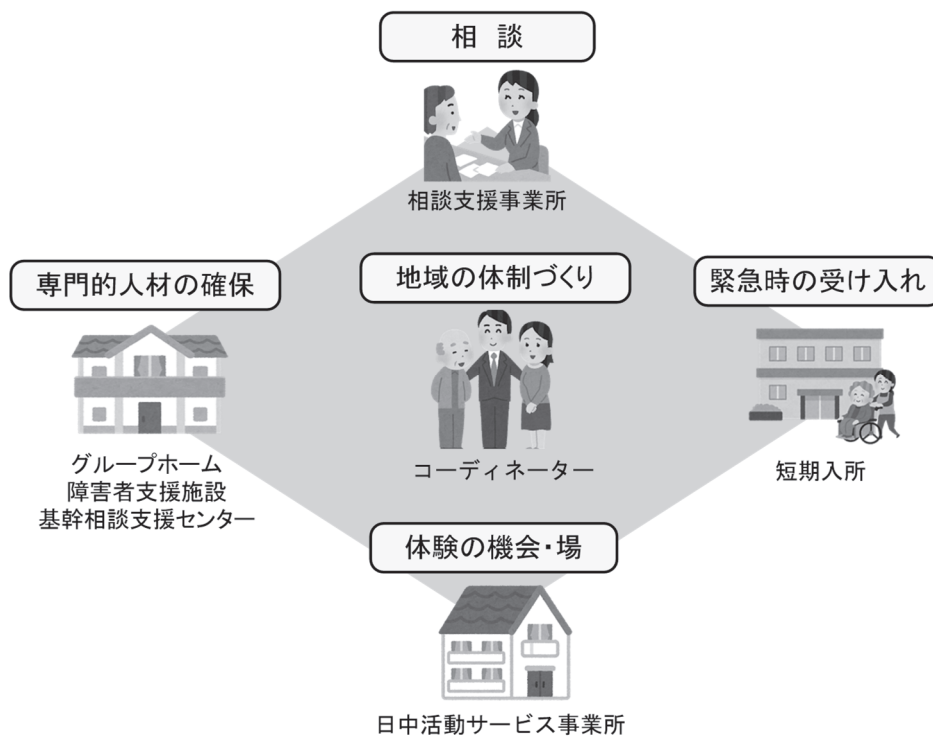 相 談
相談支援事業所
専門的人材の確保
グループホーム
障害者支援施設
基幹相談支援センター
地域の体制づくり
コーディネーター
緊急時の受け入れ
短期入所
体験の機会・場
日中活動サービス事業所